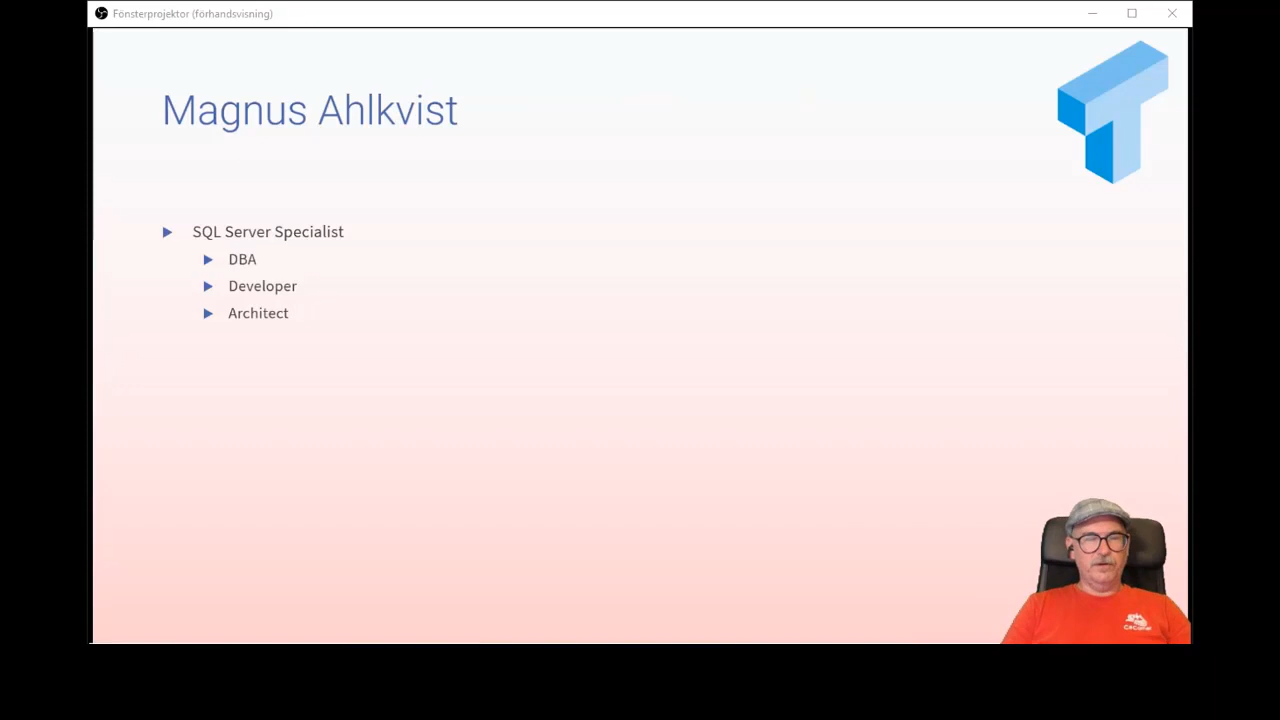 Fönsterprojektor (förhandsvisning)
Magnus Ahlkvist
SQL Server Specialist
DBA
Developer
Architect